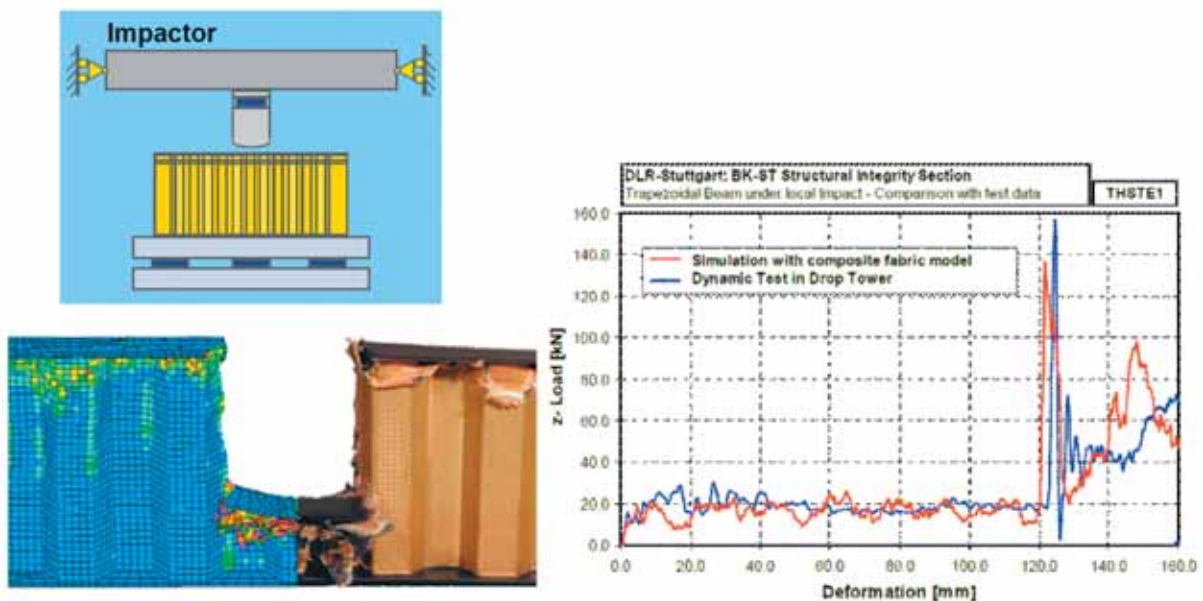 Impactor
DLR-Stuttgart: BK-ST Structural Integrity Section
Trapezoidal Beam under local Impact - Comparison with test data
THSTE1
160.0
140.0
120.0
100.0
80.0
60.0
40.0
20.0
0.0
z- Load [kN]
Simulation with composite fabric model
Dynamic Test in Drop Tower
0.0 20.0 40.0 60.0 80.0 100.0 120.0 140.0 160.0
Deformation [mm]